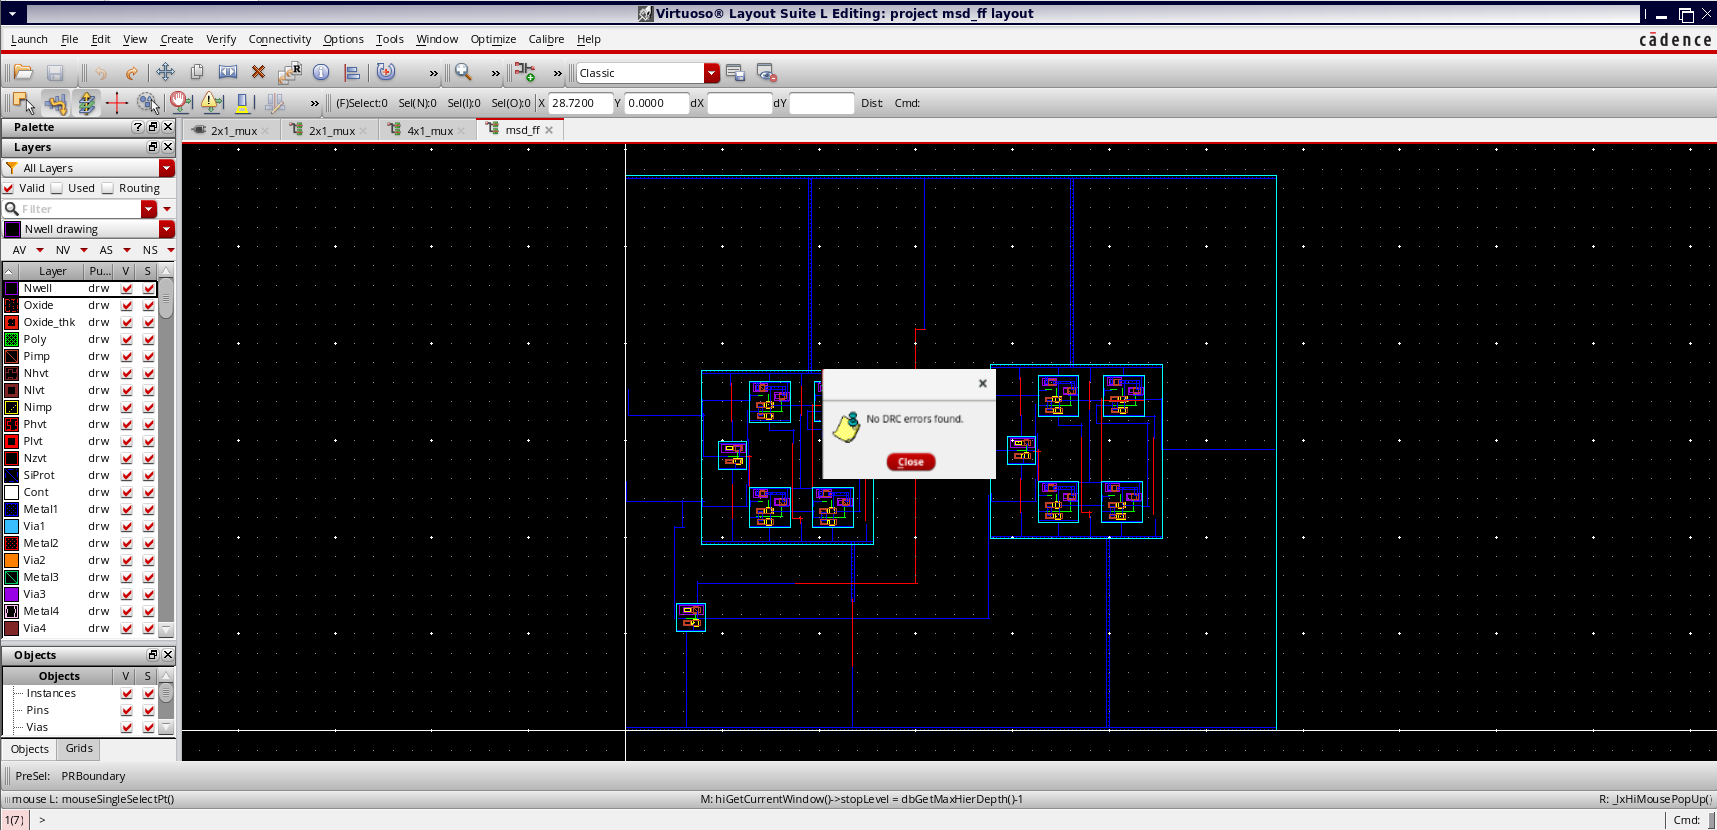 Virtuoso® Layout Suite L Editing: project msd_ff layout
Launch File Edit View Create Verify Connectivity Options Tools Window Optimize Calibre Help
cādence
» » » Classic
» (F)Select:0 Sel(N):0 Sel(I):0 Sel(O):0 X 28.7200 Y 0.0000 dX dY Dist: Cmd:
Palette ?
2x1_mux 2x1_mux 4x1_mux msd_ff
Layers
All Layers
Valid Used Routing
Filter
Nwell drawing
AV NV AS NS
Layer Pu... V S
Nwell drw
Oxide drw
Oxide_thk drw
Poly drw
Pimp drw
Nhvt drw
Nlvt drw
Nimp drw
Phvt drw
Plvt drw
Nzvt drw
SiProt drw
Cont drw
Metal1 drw
Via1 drw
Metal2 drw
Via2 drw
Metal3 drw
Via3 drw
Metal4 drw
Via4 drw
No DRC errors found.
Close
Objects
Objects V S
Instances
Pins
Vias
Objects Grids
PreSel: PRBoundary
mouse L: mouseSingleSelectPt() M: hiGetCurrentWindow()->stopLevel = dbGetMaxHierDepth()-1 R: _lxHiMousePopUp()
1(7) > Cmd: